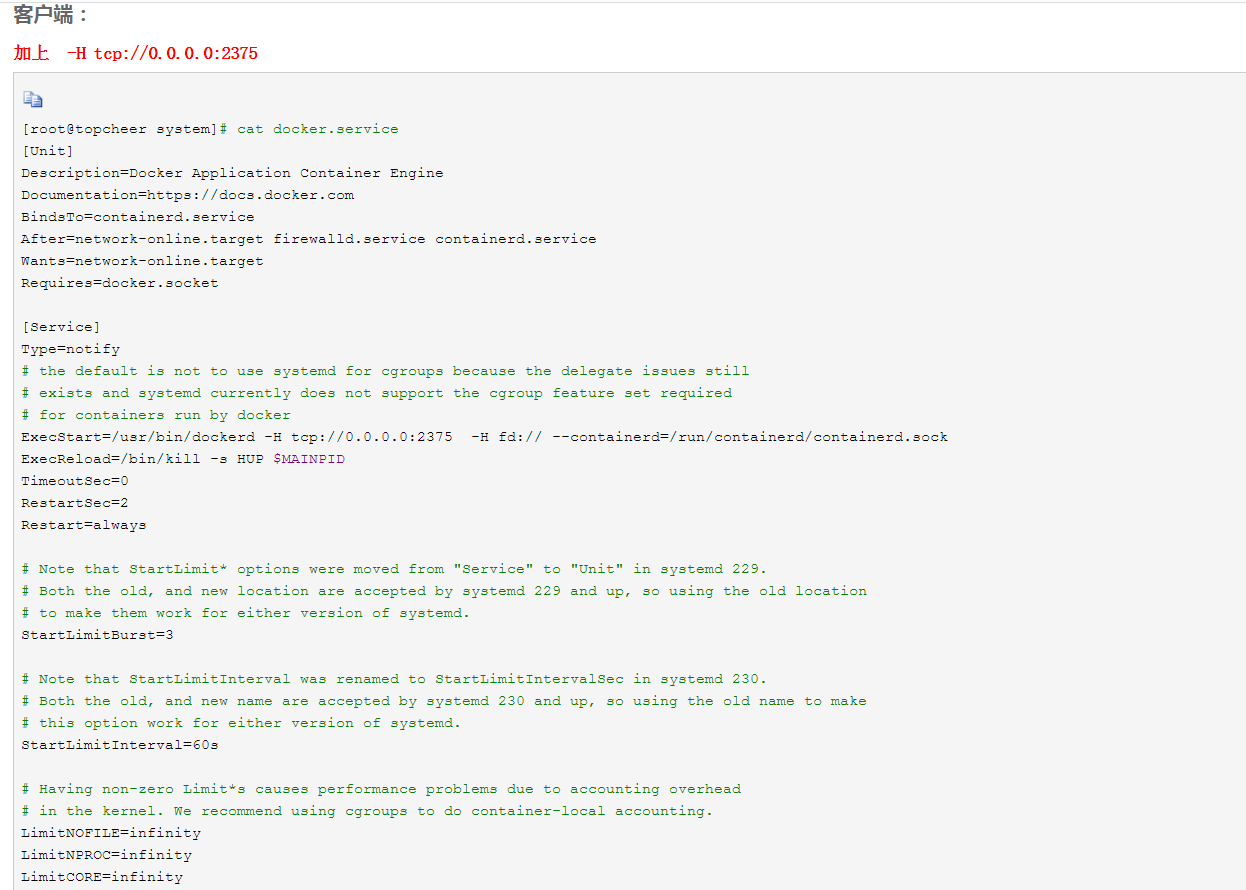 客户端：
加上 -H tcp://0.0.0.0:2375
[root@topcheer system]# cat docker.service
[Unit]
Description=Docker Application Container Engine
Documentation=https://docs.docker.com
BindsTo=containerd.service
After=network-online.target firewalld.service containerd.service
Wants=network-online.target
Requires=docker.socket
[Service]
Type=notify
# the default is not to use systemd for cgroups because the delegate issues still
# exists and systemd currently does not support the cgroup feature set required
# for containers run by docker
ExecStart=/usr/bin/dockerd -H tcp://0.0.0.0:2375  -H fd:// --containerd=/run/containerd/containerd.sock
ExecReload=/bin/kill -s HUP $MAINPID
TimeoutSec=0
RestartSec=2
Restart=always
# Note that StartLimit* options were moved from "Service" to "Unit" in systemd 229.
# Both the old, and new location are accepted by systemd 229 and up, so using the old location
# to make them work for either version of systemd.
StartLimitBurst=3
# Note that StartLimitInterval was renamed to StartLimitIntervalSec in systemd 230.
# Both the old, and new name are accepted by systemd 230 and up, so using the old name to make
# this option work for either version of systemd.
StartLimitInterval=60s
# Having non-zero Limit*s causes performance problems due to accounting overhead
# in the kernel. We recommend using cgroups to do container-local accounting.
LimitNOFILE=infinity
LimitNPROC=infinity
LimitCORE=infinity